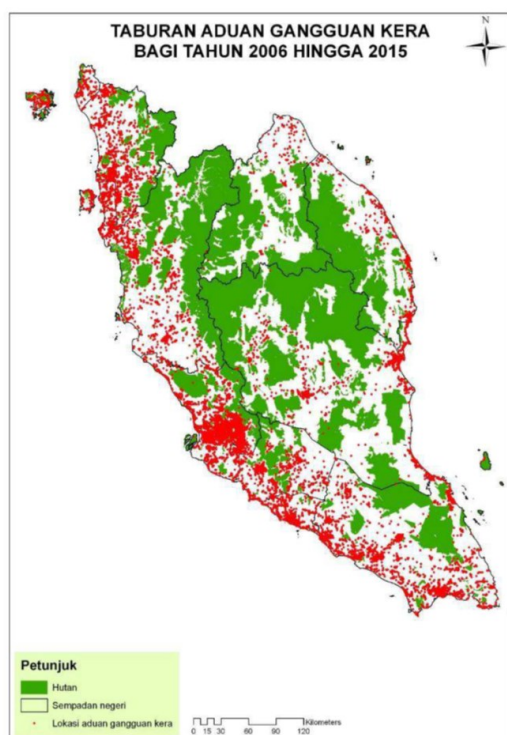 TABURAN ADUAN GANGGUAN KERA
BAGI TAHUN 2006 HINGGA 2015
N
Petunjuk
Hutan
Sempadan negeri
Lokasi aduan gangguan kera
Kilometers
0 15 30 60 90 120